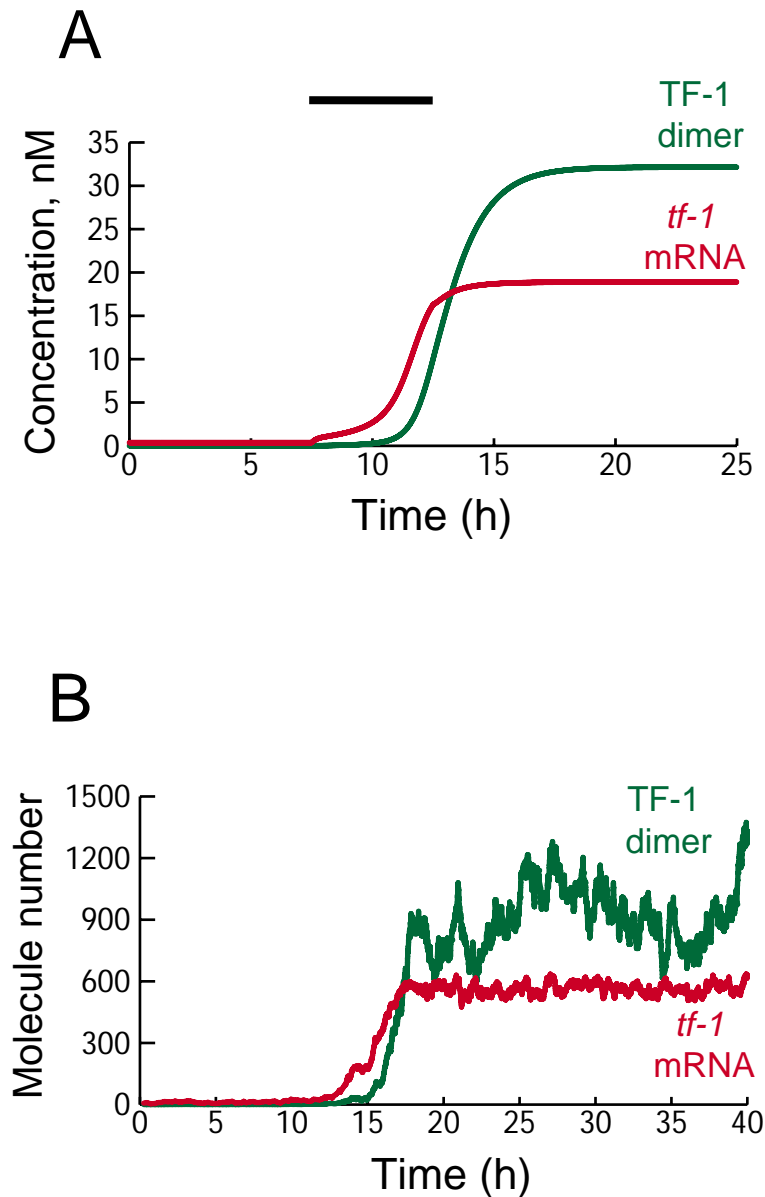 A
TF-1
dimer
tf-1
mRNA
Concentration, nM
35
30
25
20
15
10
5
0
0 5 10 15 20 25
Time (h)
B
TF-1
dimer
tf-1
mRNA
Molecule number
1500
1200
900
600
300
0
0 5 10 15 20 25 30 35 40
Time (h)